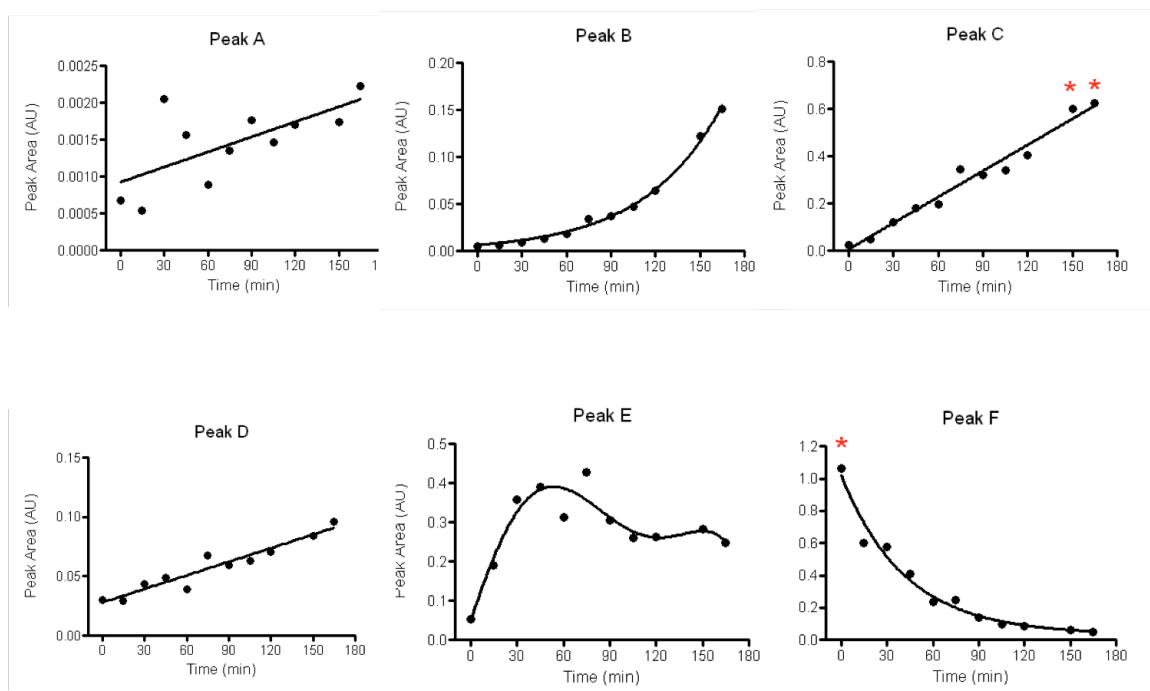 Peak A
Peak Area (AU)
0.0025
0.0020
0.0015
0.0010
0.0005
0.0000
0 30 60 90 120 150 1
Time (min)
Peak B
Peak Area (AU)
0.20
0.15
0.10
0.05
0.00
0 30 60 90 120 150 180
Time (min)
Peak C
Peak Area (AU)
0.8
0.6
0.4
0.2
0.0
* *
0 30 60 90 120 150 180
Time (min)
Peak D
Peak Area (AU)
0.15
0.10
0.05
0.00
0 30 60 90 120 150 180
Time (min)
Peak E
Peak Area (AU)
0.5
0.4
0.3
0.2
0.1
0.0
0 30 60 90 120 150 180
Time (min)
Peak F
Peak Area (AU)
1.2
1.0
0.8
0.6
0.4
0.2
0.0
*
0 30 60 90 120 150 180
Time (min)